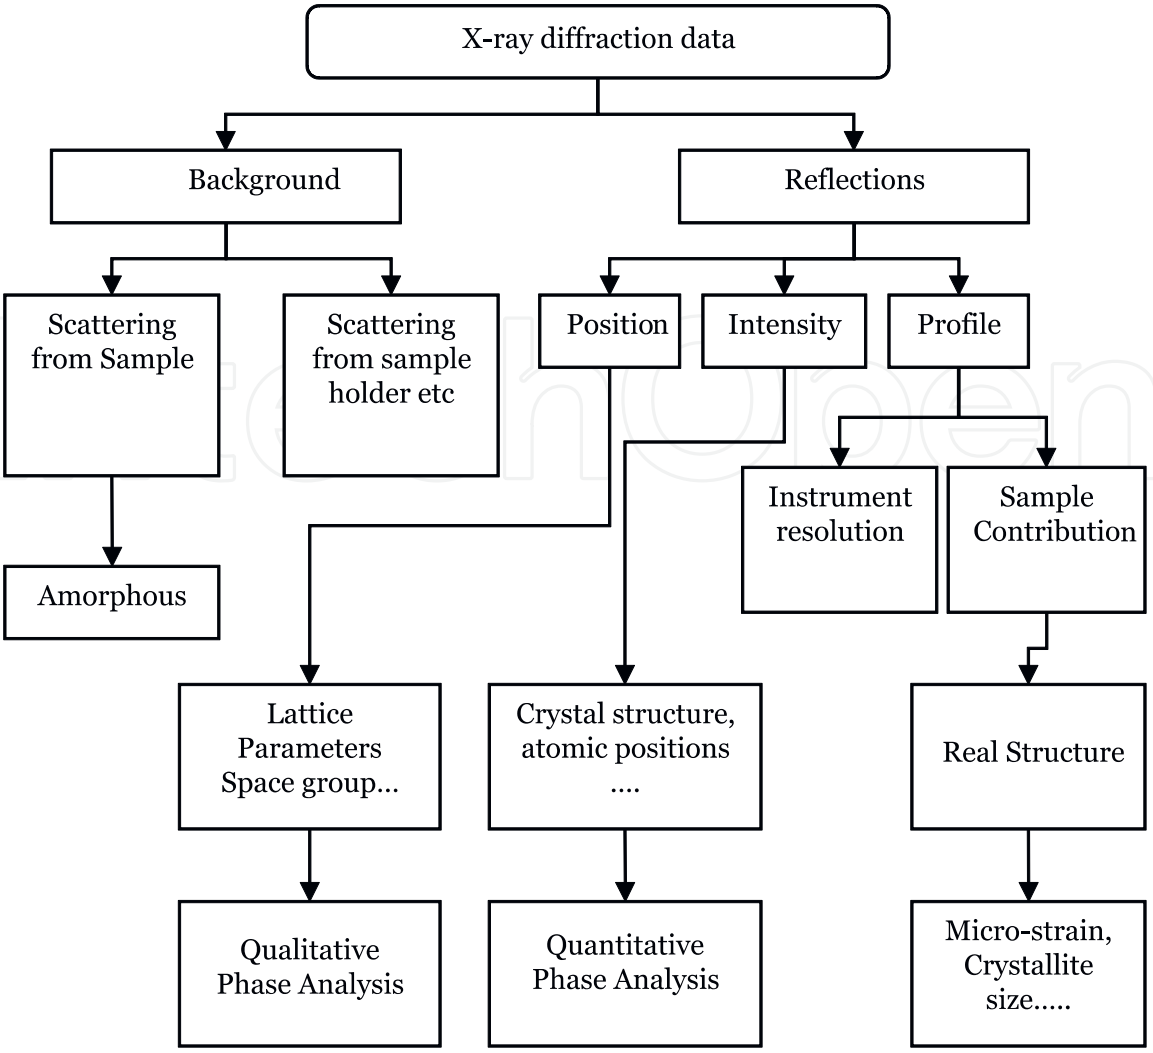 X-ray diffraction data
Background
Reflections
Scattering
from Sample
Scattering
from sample
holder etc
Position
Intensity
Profile
Instrument
resolution
Sample
Contribution
Amorphous
Lattice
Parameters
Space group...
Crystal structure,
atomic positions
....
Real Structure
Qualitative
Phase Analysis
Quantitative
Phase Analysis
Micro-strain,
Crystallite
size.....